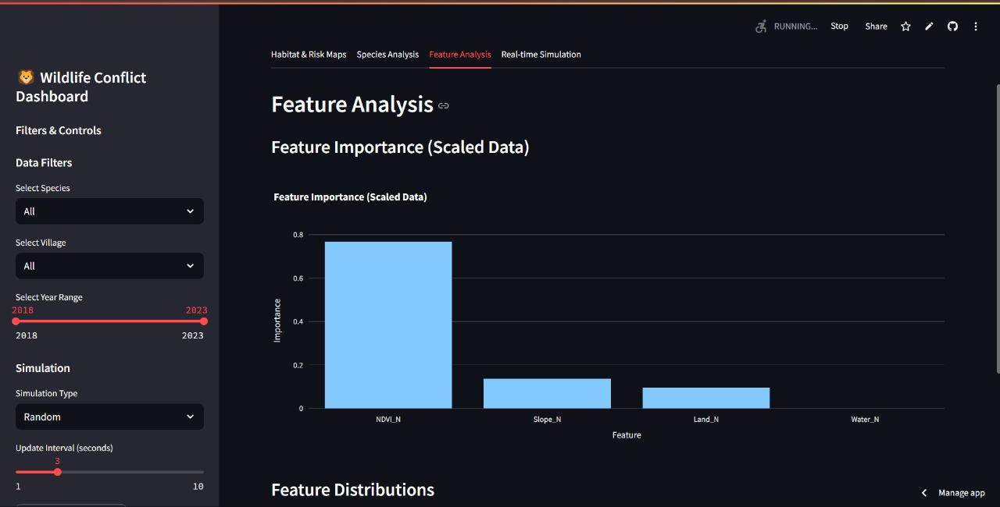 RUNNING...
Stop
Share
🦁 Wildlife Conflict
Dashboard
Filters & Controls
Data Filters
Select Species
All
Select Village
All
Select Year Range
2018 2023
2018 2023
Simulation
Simulation Type
Random
Update Interval (seconds)
3
1 10
Habitat & Risk Maps Species Analysis Feature Analysis Real-time Simulation
Feature Analysis
Feature Importance (Scaled Data)
Feature Importance (Scaled Data)
0.8
0.6
0.4
0.2
0
Importance
NDVI_N Slope_N Land_N Water_N
Feature
Feature Distributions
Manage app